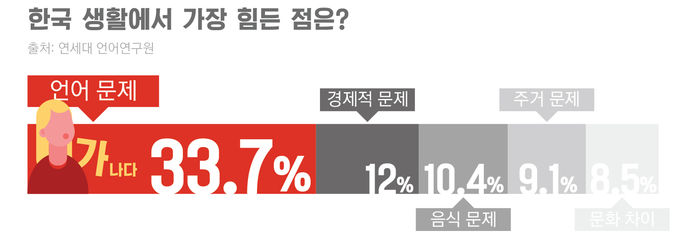 한국 생활에서 가장 힘든 점은?
출처: 연세대 언어연구원
언어 문제
경제적 문제
주거 문제
가나다
33.7%
12%
10.4%
9.1%
8.5%
음식 문제
문화 차이